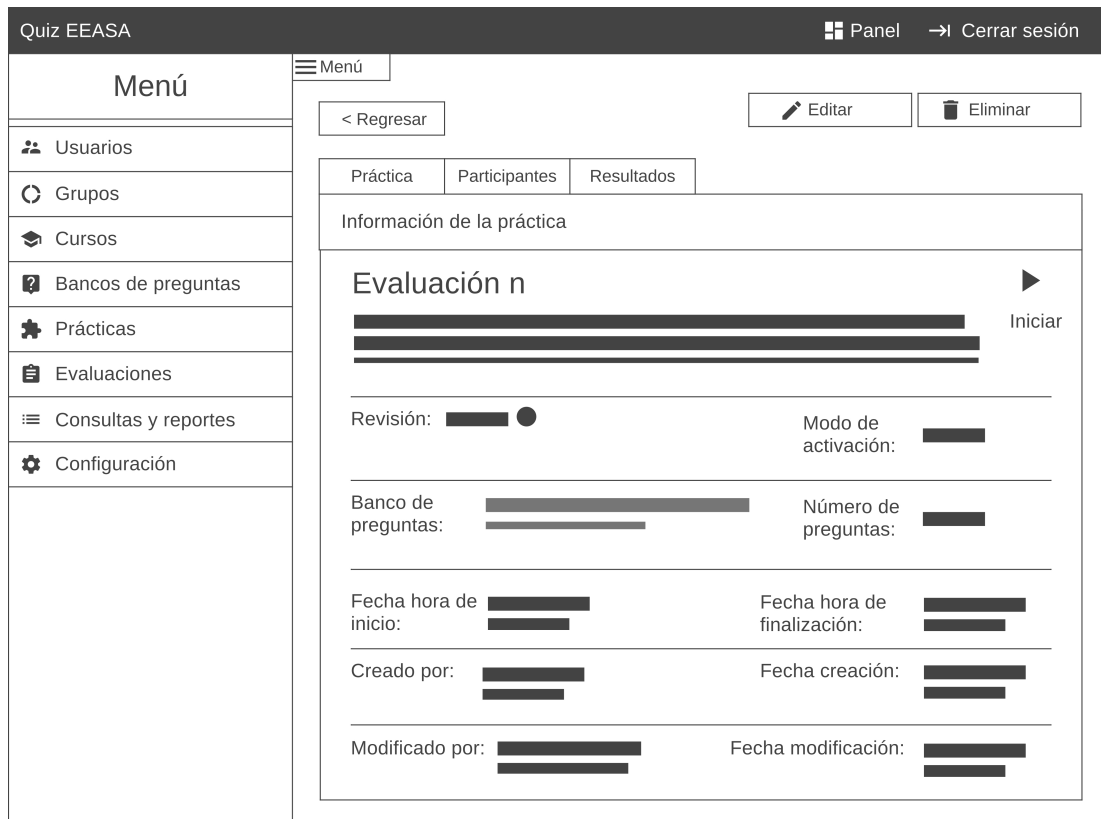 Quiz EEASA
Panel
Cerrar sesión
Menú
Usuarios
Grupos
Cursos
Bancos de preguntas
Prácticas
Evaluaciones
Consultas y reportes
Configuración
Menú
< Regresar
Editar
Eliminar
Práctica
Participantes
Resultados
Información de la práctica
Evaluación n
Iniciar
Revisión:
Modo de
activación:
Banco de
preguntas:
Número de
preguntas:
Fecha hora de
inicio:
Fecha hora de
finalización:
Creado por:
Fecha creación:
Modificado por:
Fecha modificación: